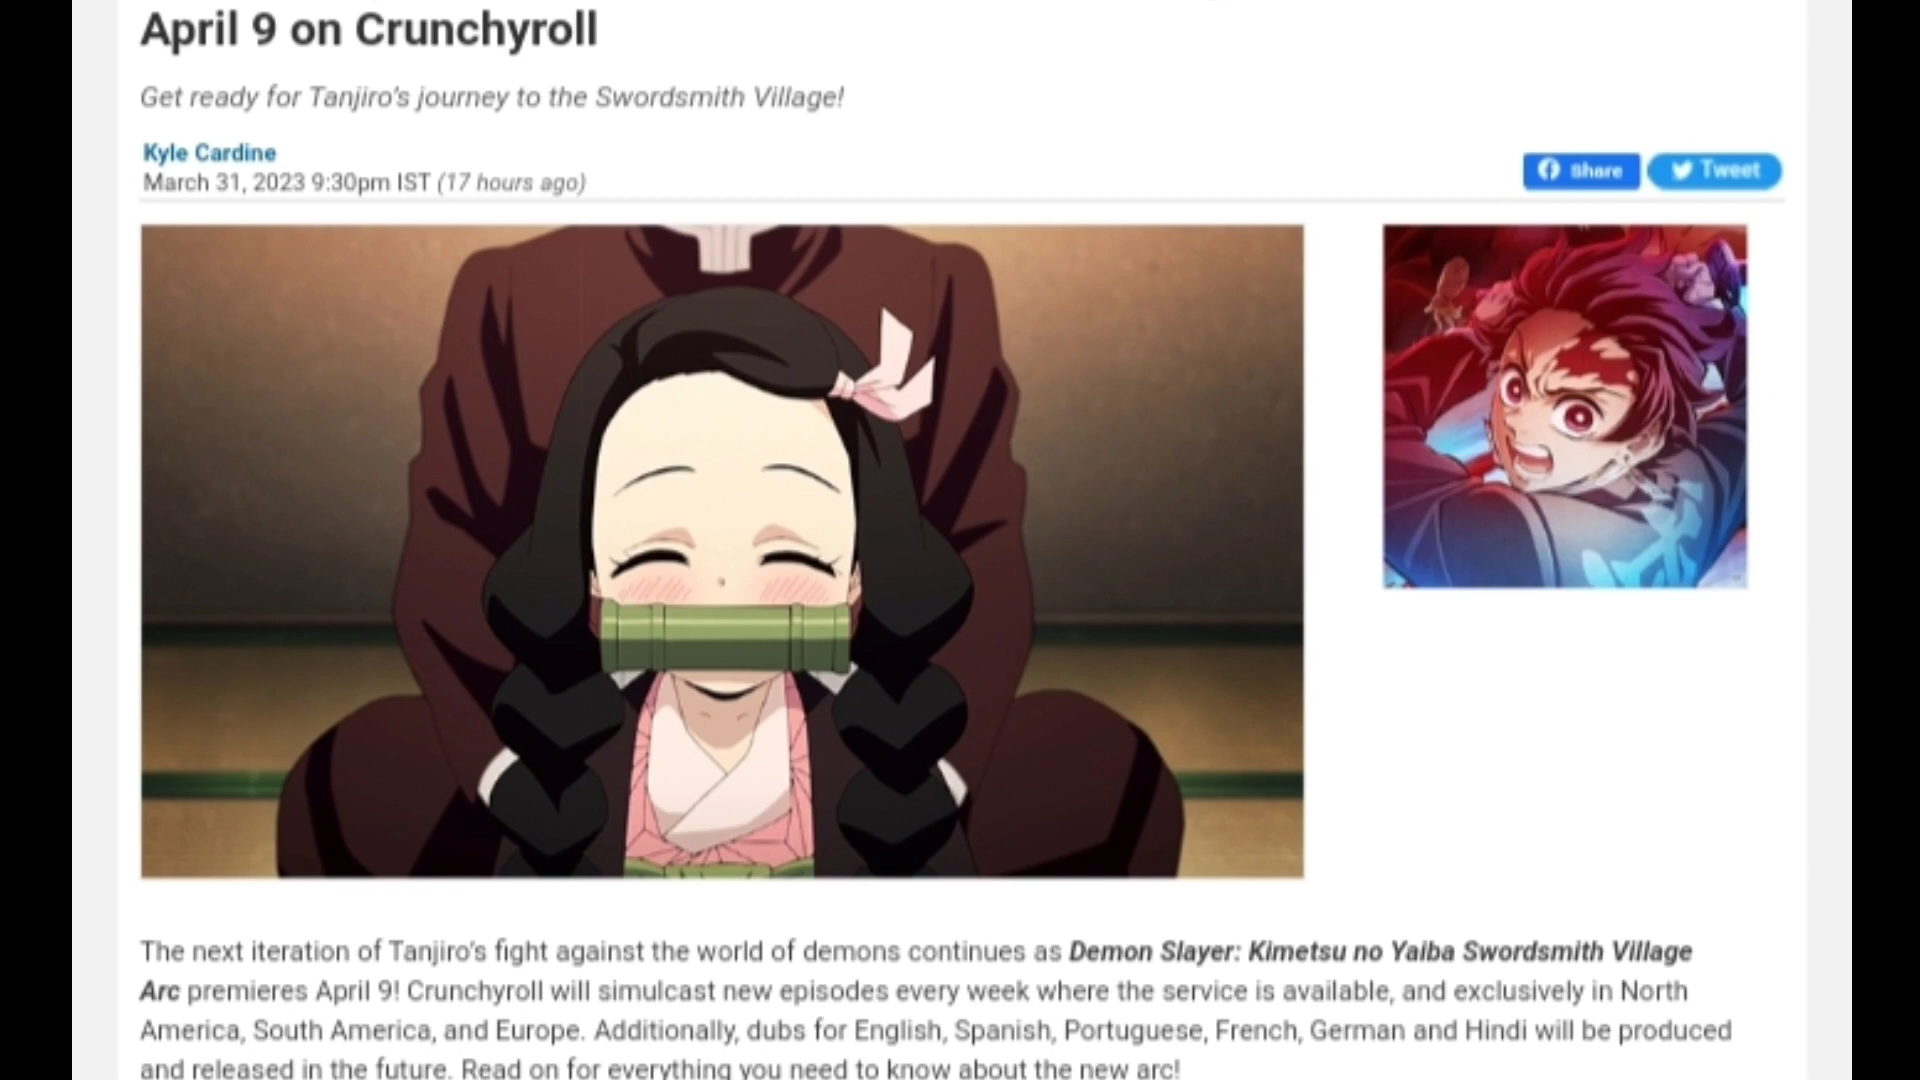 April 9 on Crunchyroll
Get ready for Tanjiro's journey to the Swordsmith Village!
Kyle Cardine
March 31, 2023 9:30pm IST (17 hours ago)
Share
Tweet
The next iteration of Tanjiro's fight against the world of demons continues as Demon Slayer: Kimetsu no Yaiba Swordsmith Village
Arc premieres April 9! Crunchyroll will simulcast new episodes every week where the service is available, and exclusively in North
America, South America, and Europe. Additionally, dubs for English, Spanish, Portuguese, French, German and Hindi will be produced
and released in the future. Read on for everything you need to know about the new arc!